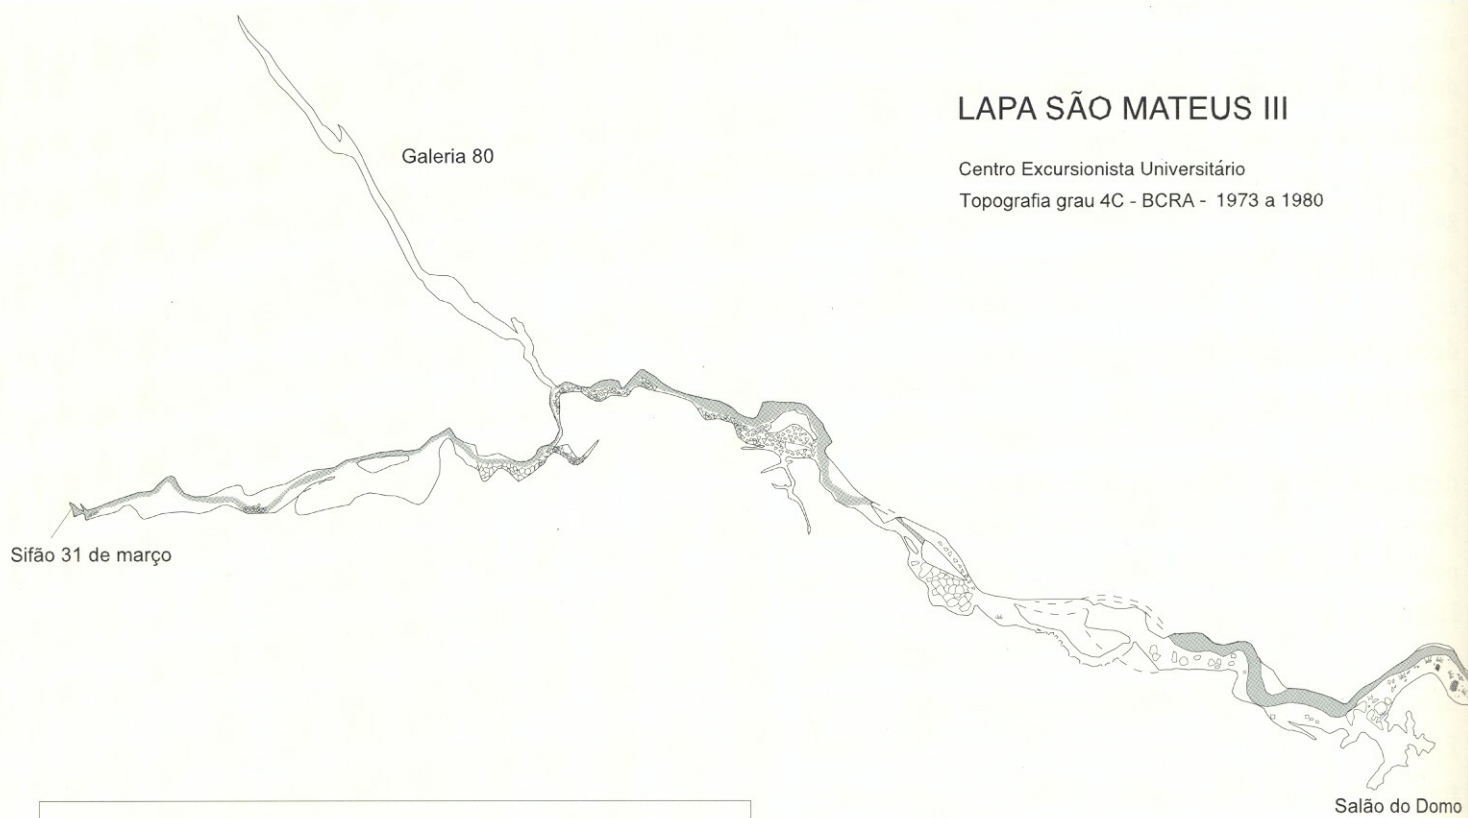 LAPA SÃO MATEUS III
Galeria 80
Centro Excursionista Universitário
Topografia grau 4C - BCRA - 1973 a 1980
Sifão 31 de março
Salão do Domo